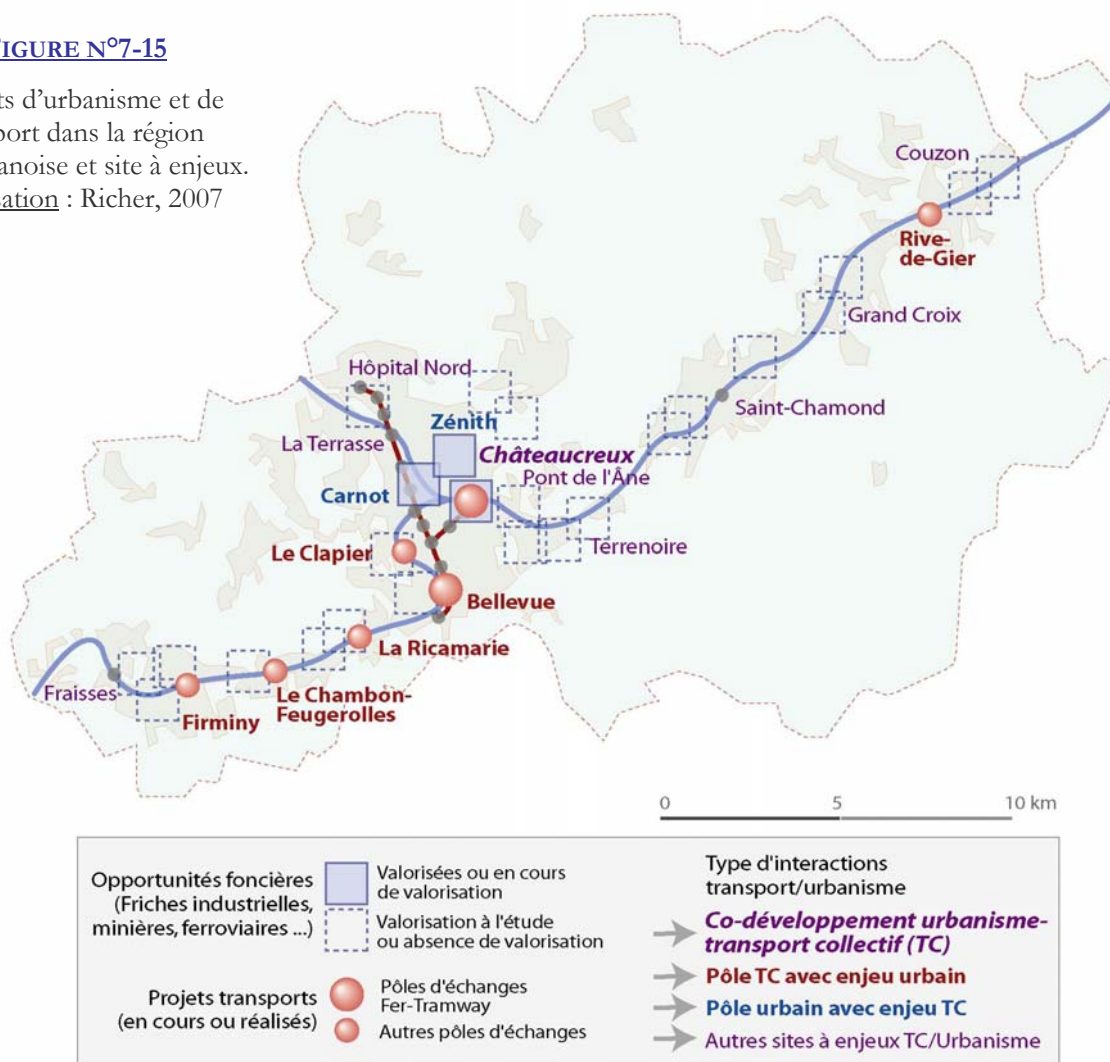 FIGURE N°7-15
ts d'urbanisme et de
port dans la région
anoise et site à enjeux.
sation : Richer, 2007
Couzon
Rive-
de-Gier
Grand Croix
Hôpital Nord
Saint-Chamond
Zénith
La Terrasse
Châteaucreux
Pont de l'Âne
Carnot
Terrenoire
Le Clapier
Bellevue
La Ricamarie
Fraisses
Le Chambon-
Feugerolles
Firminy
0 5 10 km
Opportunités foncières
(Friches industrielles,
minières, ferroviaires ...)
Valorisées ou en cours
de valorisation
Valorisation à l'étude
ou absence de valorisation
Projets transports
(en cours ou réalisés)
Pôles d'échanges
Fer-Tramway
Autres pôles d'échanges
Type d'interactions
transport/urbanisme
Co-développement urbanisme-
transport collectif (TC)
Pôle TC avec enjeu urbain
Pôle urbain avec enjeu TC
Autres sites à enjeux TC/Urbanisme